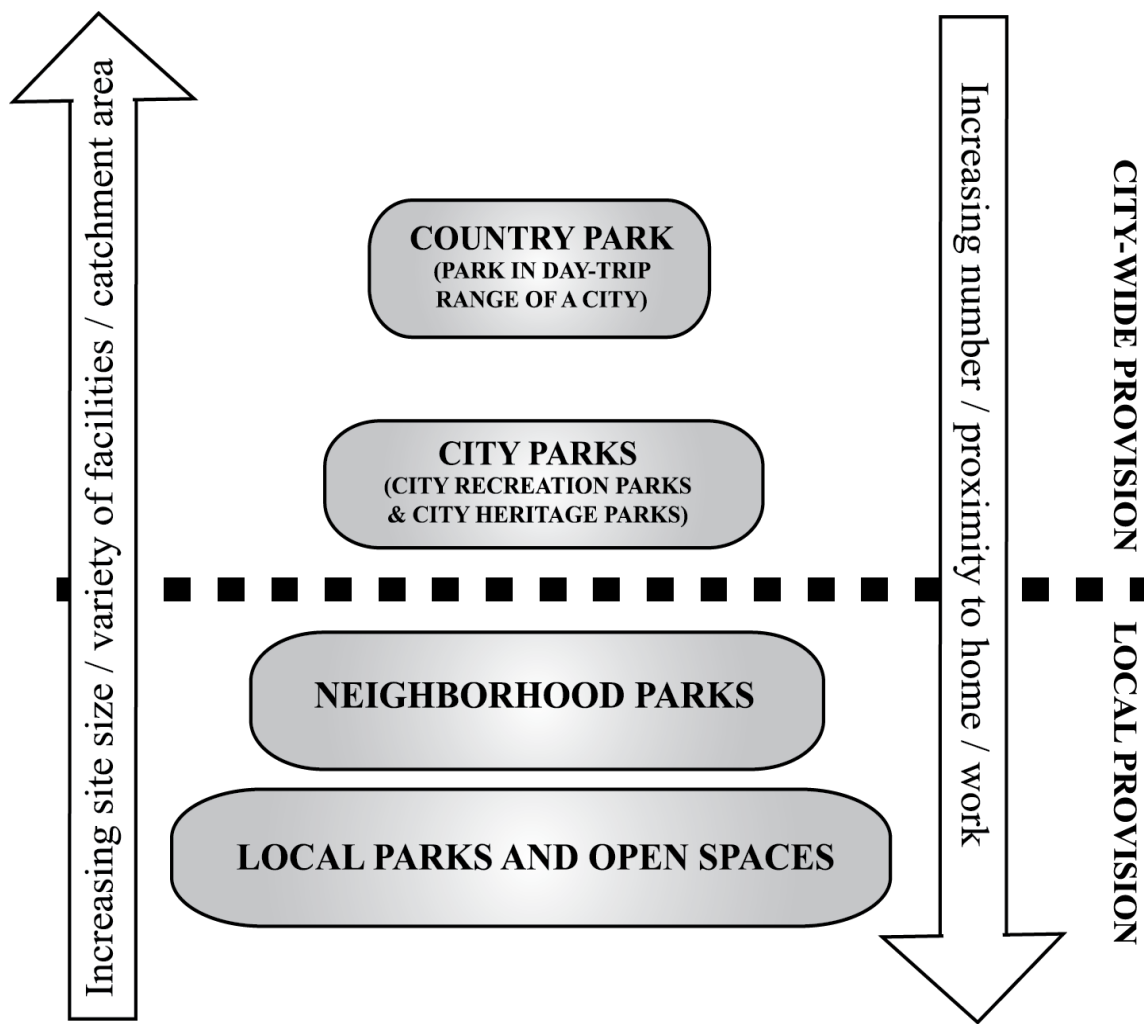 Increasing site size / variety of facilities / catchment area
COUNTRY PARK
(PARK IN DAY-TRIP
RANGE OF A CITY)
CITY PARKS
(CITY RECREATION PARKS
& CITY HERITAGE PARKS)
NEIGHBORHOOD PARKS
LOCAL PARKS AND OPEN SPACES
Increasing number / proximity to home / work
CITY-WIDE PROVISION
LOCAL PROVISION